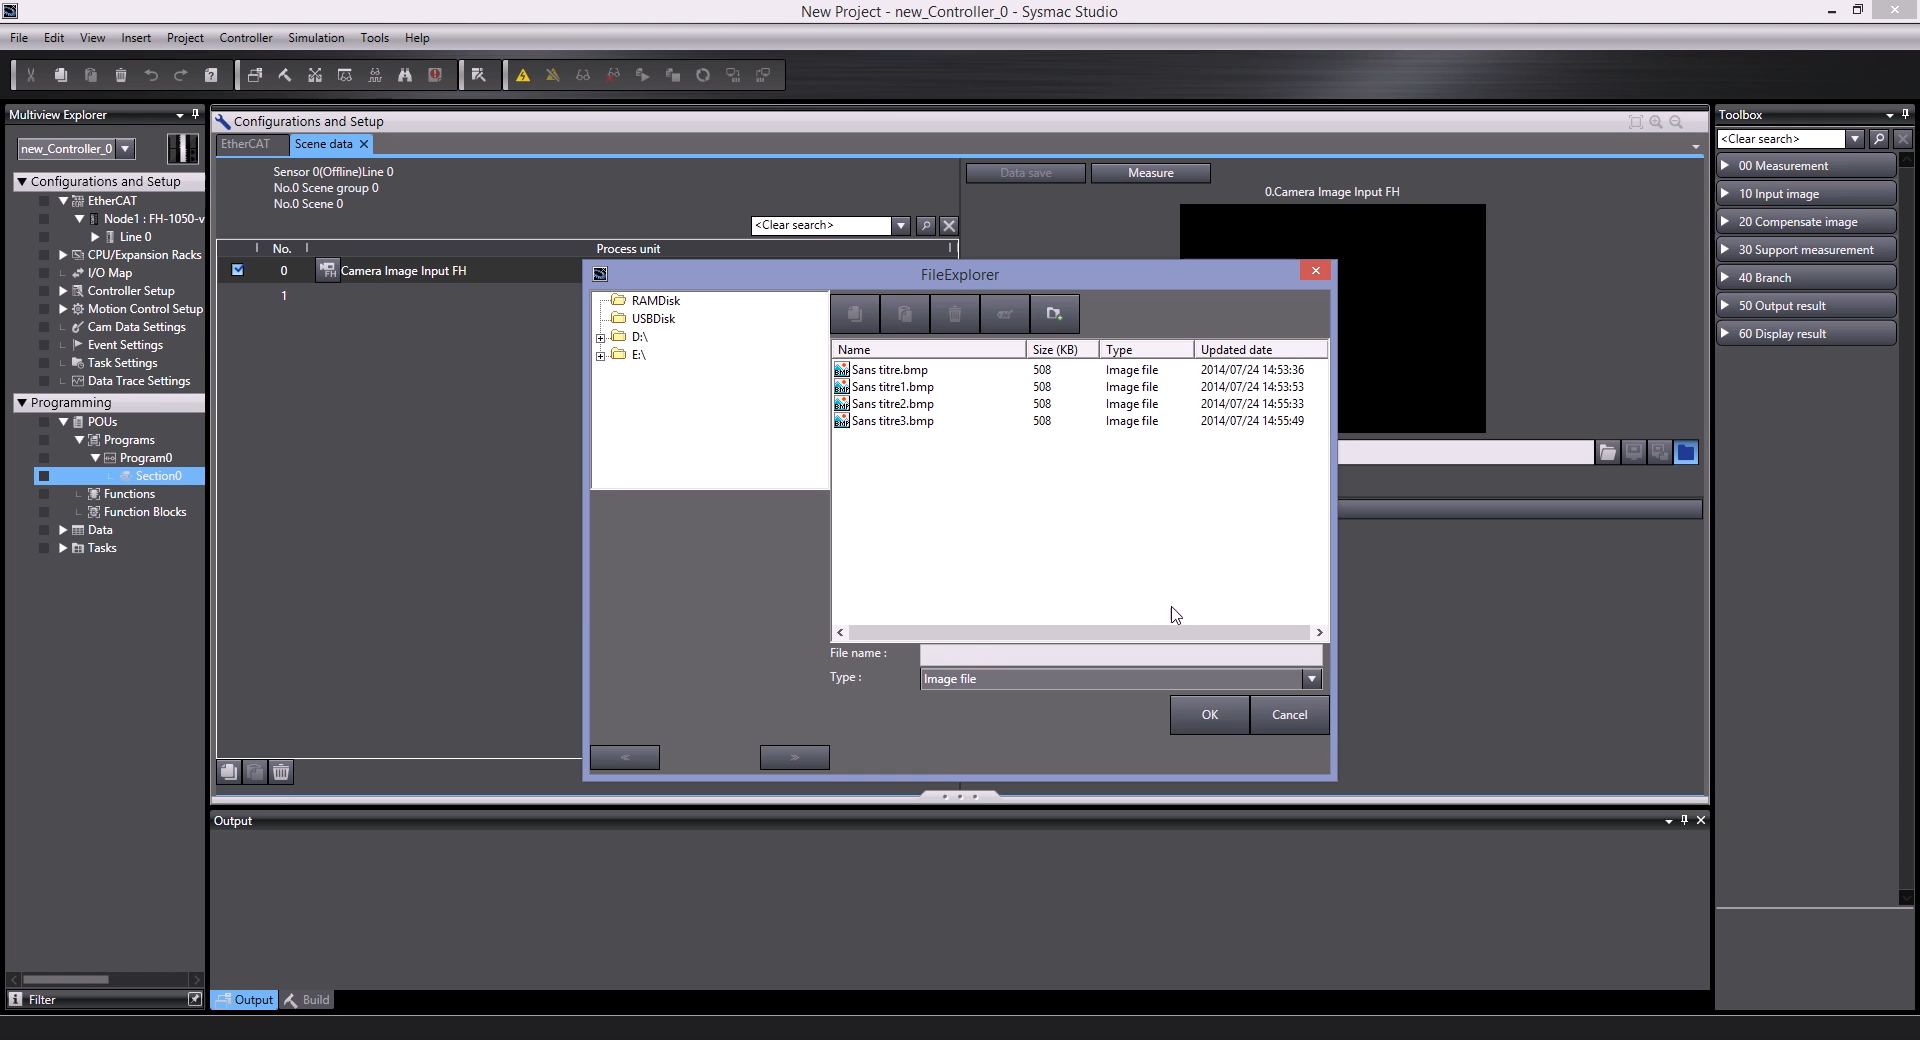 New Project - new_Controller_0 - Sysmac Studio
File Edit View Insert Project Controller Simulation Tools Help
Multiview Explorer
new_Controller_0
Configurations and Setup
EtherCAT
Node1 : FH-1050-v
Line 0
CPU/Expansion Racks
I/O Map
Controller Setup
Motion Control Setup
Cam Data Settings
Event Settings
Task Settings
Data Trace Settings
Programming
POUs
Programs
Program0
Section0
Functions
Function Blocks
Data
Tasks
Filter
Configurations and Setup
EtherCAT Scene data
Sensor 0(Offline)Line 0
No.0 Scene group 0
No.0 Scene 0
<Clear search>
No. Process unit
0 FH Camera Image Input FH
1
Data save Measure
0.Camera Image Input FH
FileExplorer
RAMDisk
USBDisk
D:\
E:\
Name Size (KB) Type Updated date
BMP Sans titre.bmp 508 Image file 2014/07/24 14:53:36
BMP Sans titre1.bmp 508 Image file 2014/07/24 14:53:53
BMP Sans titre2.bmp 508 Image file 2014/07/24 14:55:33
BMP Sans titre3.bmp 508 Image file 2014/07/24 14:55:49
File name :
Type : Image file
OK Cancel
< >
Output
Output Build
Toolbox
<Clear search>
00 Measurement
10 Input image
20 Compensate image
30 Support measurement
40 Branch
50 Output result
60 Display result